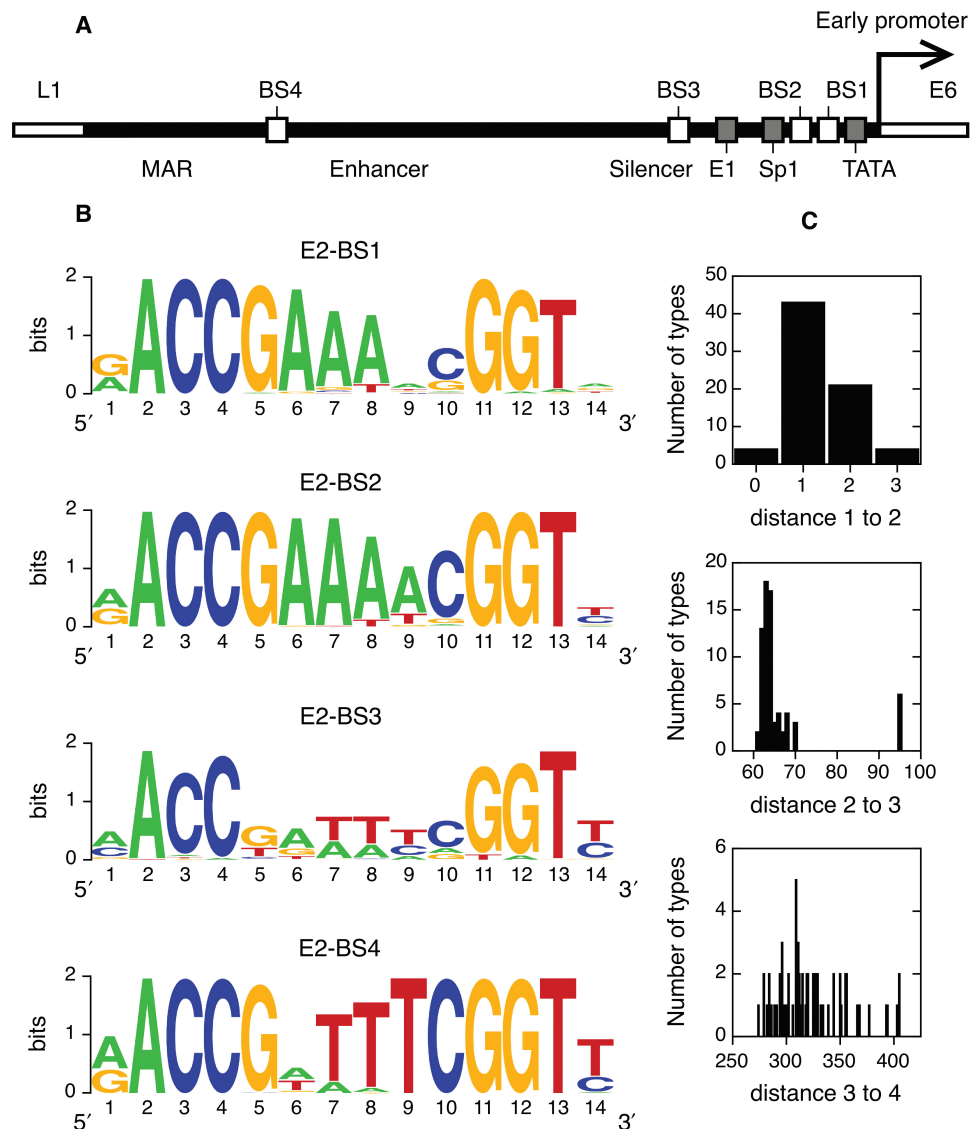 A
Early promoter
L1 BS4 BS3 BS2 BS1 E6
MAR Enhancer Silencer E1 Sp1 TATA
B
E2-BS1
bits
2
1
0
G A A C C G A A A T A C G G G T A
1 2 3 4 5 6 7 8 9 10 11 12 13 14
5′ 3′
E2-BS2
bits
2
1
0
A G A C C G A A A T A T C G G G T T C
1 2 3 4 5 6 7 8 9 10 11 12 13 14
5′ 3′
E2-BS3
bits
2
1
0
A C A C C G T A G T A T A T C C A G G G T T C
1 2 3 4 5 6 7 8 9 10 11 12 13 14
5′ 3′
E2-BS4
bits
2
1
0
A G A C C G A T T A T T C G G T T C
1 2 3 4 5 6 7 8 9 10 11 12 13 14
5′ 3′
C
Number of types
50
40
30
20
10
0
0 1 2 3
distance 1 to 2
Number of types
20
15
10
5
0
60 70 80 90 100
distance 2 to 3
Number of types
6
4
2
0
250 300 350 400
distance 3 to 4